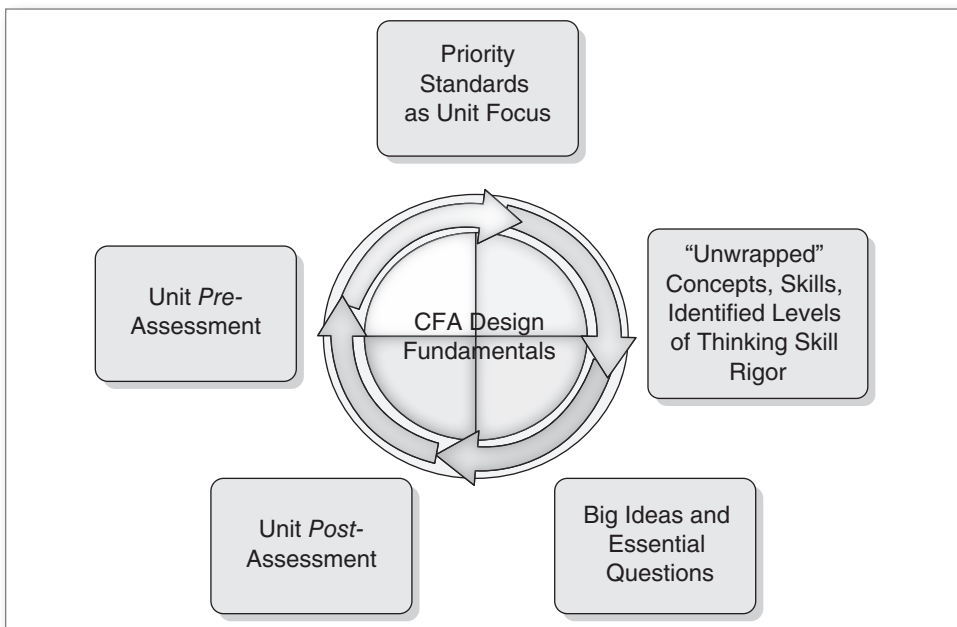 Priority
Standards
as Unit Focus
“Unwrapped”
Concepts, Skills,
Identified Levels
of Thinking Skill
Rigor
Unit Pre-
Assessment
CFA Design
Fundamentals
Unit Post-
Assessment
Big Ideas and
Essential
Questions